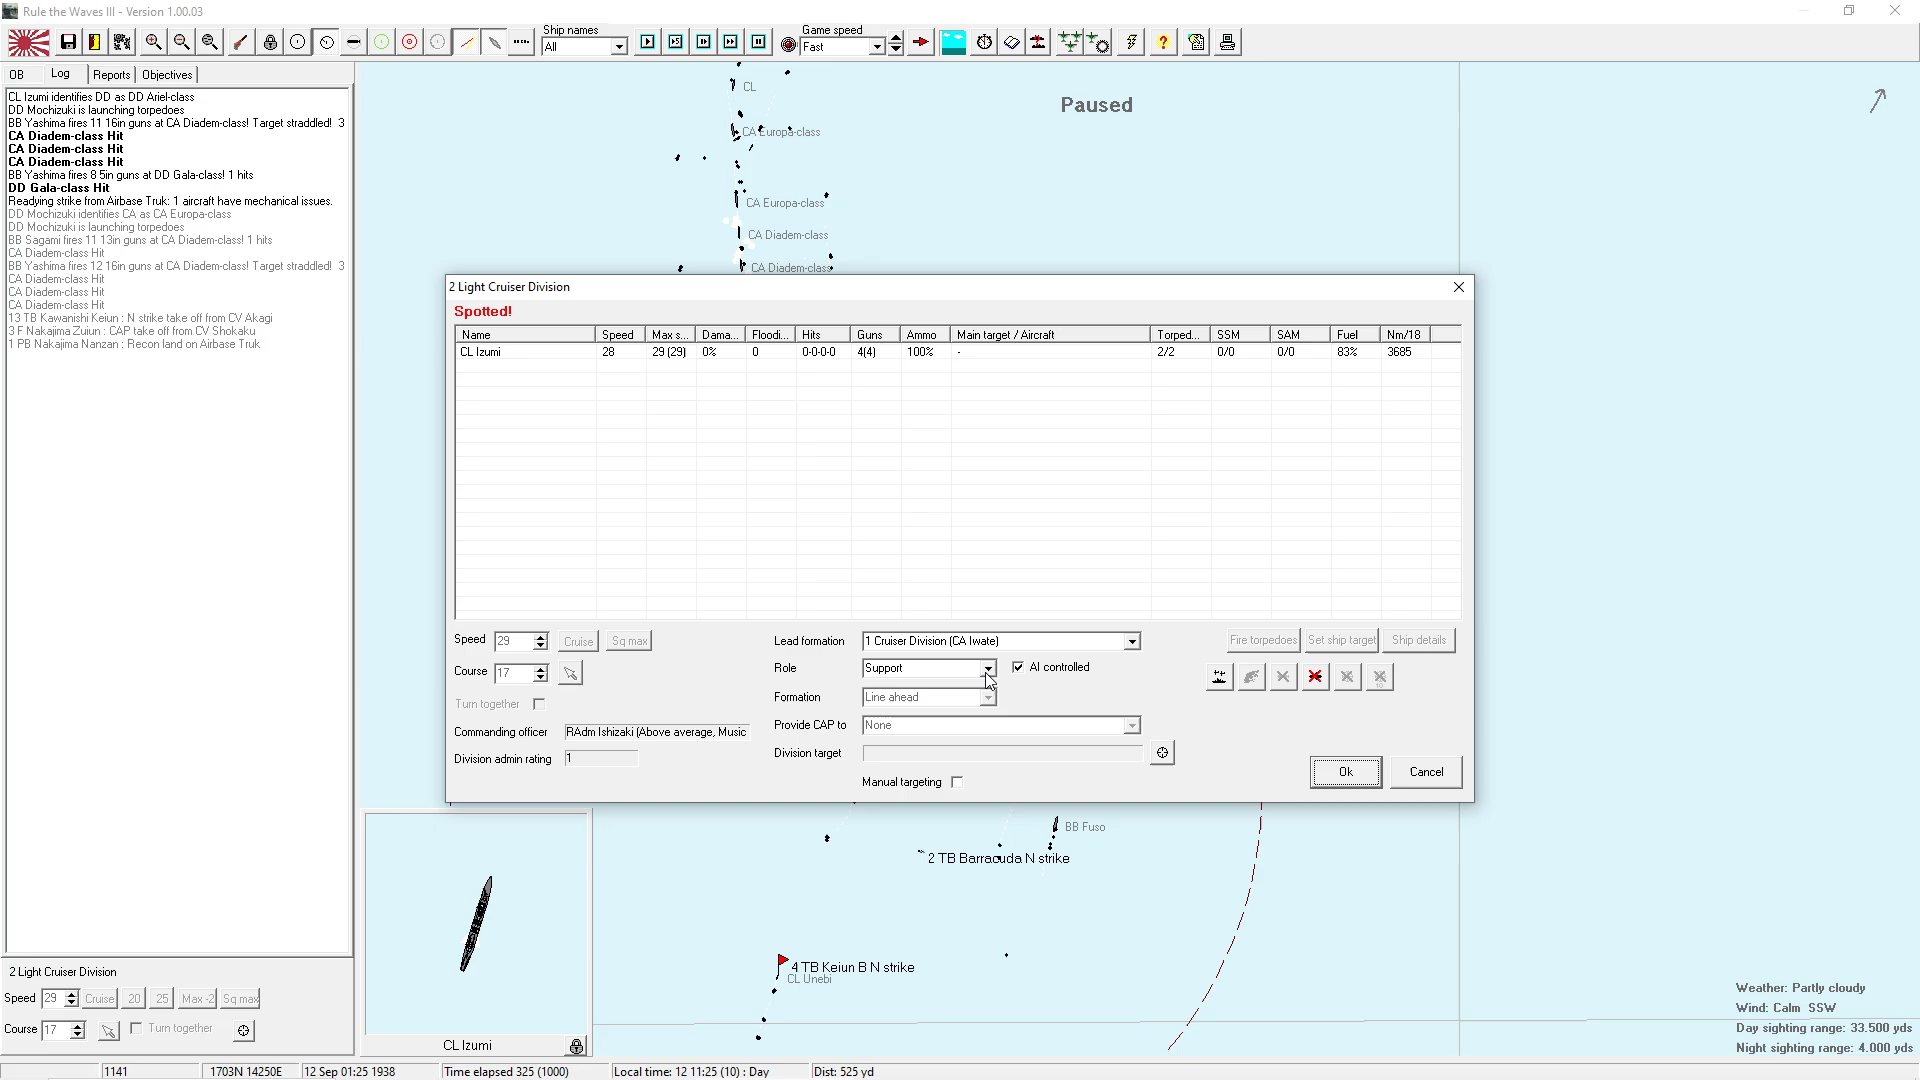 Rule the Waves III - Version 1.00.03
Ship names
All
Game speed
Fast
OB
Log
Reports
Objectives
CL Izumi identifies DD as DD Ariel-class
DD Mochizuki is launching torpedoes
BB Yashima fires 11 16in guns at CA Diadem-class! Target straddled! 3
CA Diadem-class Hit
CA Diadem-class Hit
CA Diadem-class Hit
BB Yashima fires 8 5in guns at DD Gala-class! 1 hits
DD Gala-class Hit
Readying strike from Airbase Truk: 1 aircraft have mechanical issues.
DD Mochizuki identifies CA as CA Europa-class
DD Mochizuki is launching torpedoes
BB Sagami fires 11 13in guns at CA Diadem-class! 1 hits
CA Diadem-class Hit
BB Yashima fires 12 16in guns at CA Diadem-class! Target straddled! 3
CA Diadem-class Hit
CA Diadem-class Hit
CA Diadem-class Hit
13 TB Kawanishi Keiun : N strike take off from CV Akagi
3 F Nakajima Zuiun : CAP take off from CV Shokaku
1 PB Nakajima Nanzan : Recon land on Airbase Truk
Paused
CL
CA Europa-class
CA Europa-class
CA Diadem-class
CA Diadem-class
2 Light Cruiser Division
Spotted!
Name Speed Max s... Dama... Floodi... Hits Guns Ammo Main target / Aircraft Torped... SSM SAM Fuel Nm/18
CL Izumi 28 29 (29) 0% 0 0-0-0-0 4(4) 100% - 2/2 0/0 0/0 83% 3685
Speed 29 Cruise Sq max
Course 17
Turn together
Commanding officer RAdm Ishizaki (Above average, Music
Division admin rating 1
Lead formation 1 Cruiser Division (CA Iwate)
Role Support AI controlled
Formation Line ahead
Provide CAP to None
Division target
Manual targeting
Fire torpedoes Set ship target Ship details
10
Ok Cancel
BB Fuso
2 TB Barracuda N strike
4 TB Keiun B N strike
CL Unebi
CL Izumi
2 Light Cruiser Division
Speed 29 Cruise 20 25 Max -2 Sq max
Course 17 Turn together
Weather: Partly cloudy
Wind: Calm SSW
Day sighting range: 33.500 yds
Night sighting range: 4.000 yds
1141 1703N 14250E 12 Sep 01:25 1938 Time elapsed 325 (1000) Local time: 12 11:25 (10) : Day Dist: 525 yd